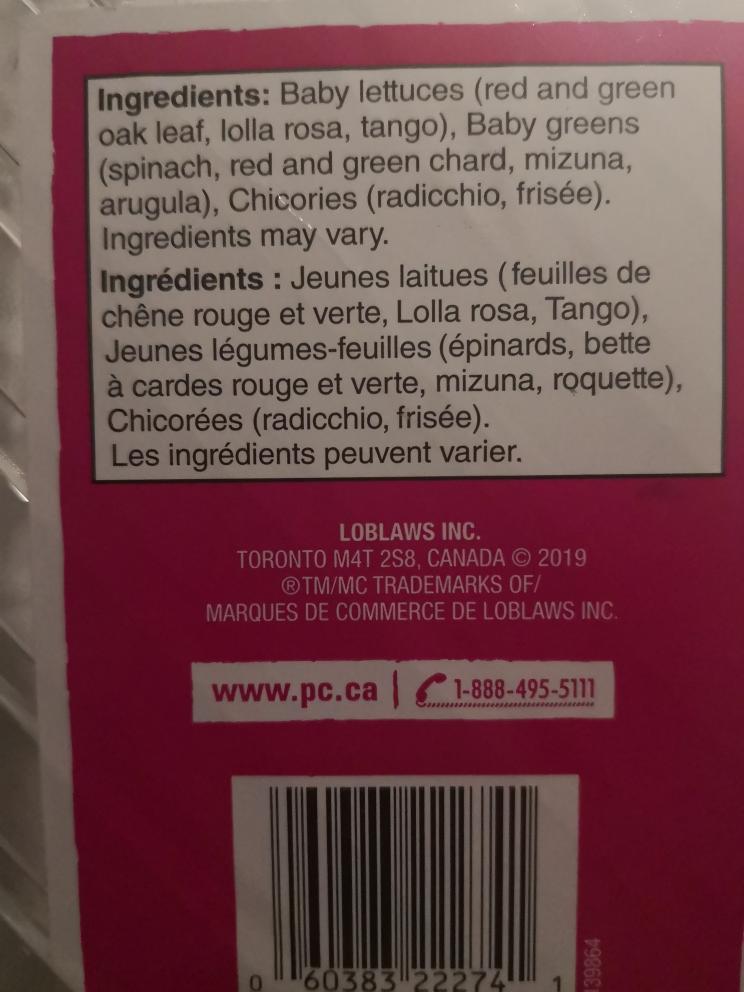 Ingredients: Baby lettuces (red and green
oak leaf, lolla rosa, tango), Baby greens
(spinach, red and green chard, mizuna,
arugula), Chicories (radicchio, frisée).
Ingredients may vary.
Ingrédients : Jeunes laitues (feuilles de
chêne rouge et verte, Lolla rosa, Tango),
Jeunes légumes-feuilles (épinards, bette
à cardes rouge et verte, mizuna, roquette),
Chicorées (radicchio, frisée).
Les ingrédients peuvent varier.
LOBLAWS INC.
TORONTO M4T 2S8, CANADA © 2019
®TM/MC TRADEMARKS OF/
MARQUES DE COMMERCE DE LOBLAWS INC.
www.pc.ca | 1-888-495-5111
0 60383 22274 1
139864